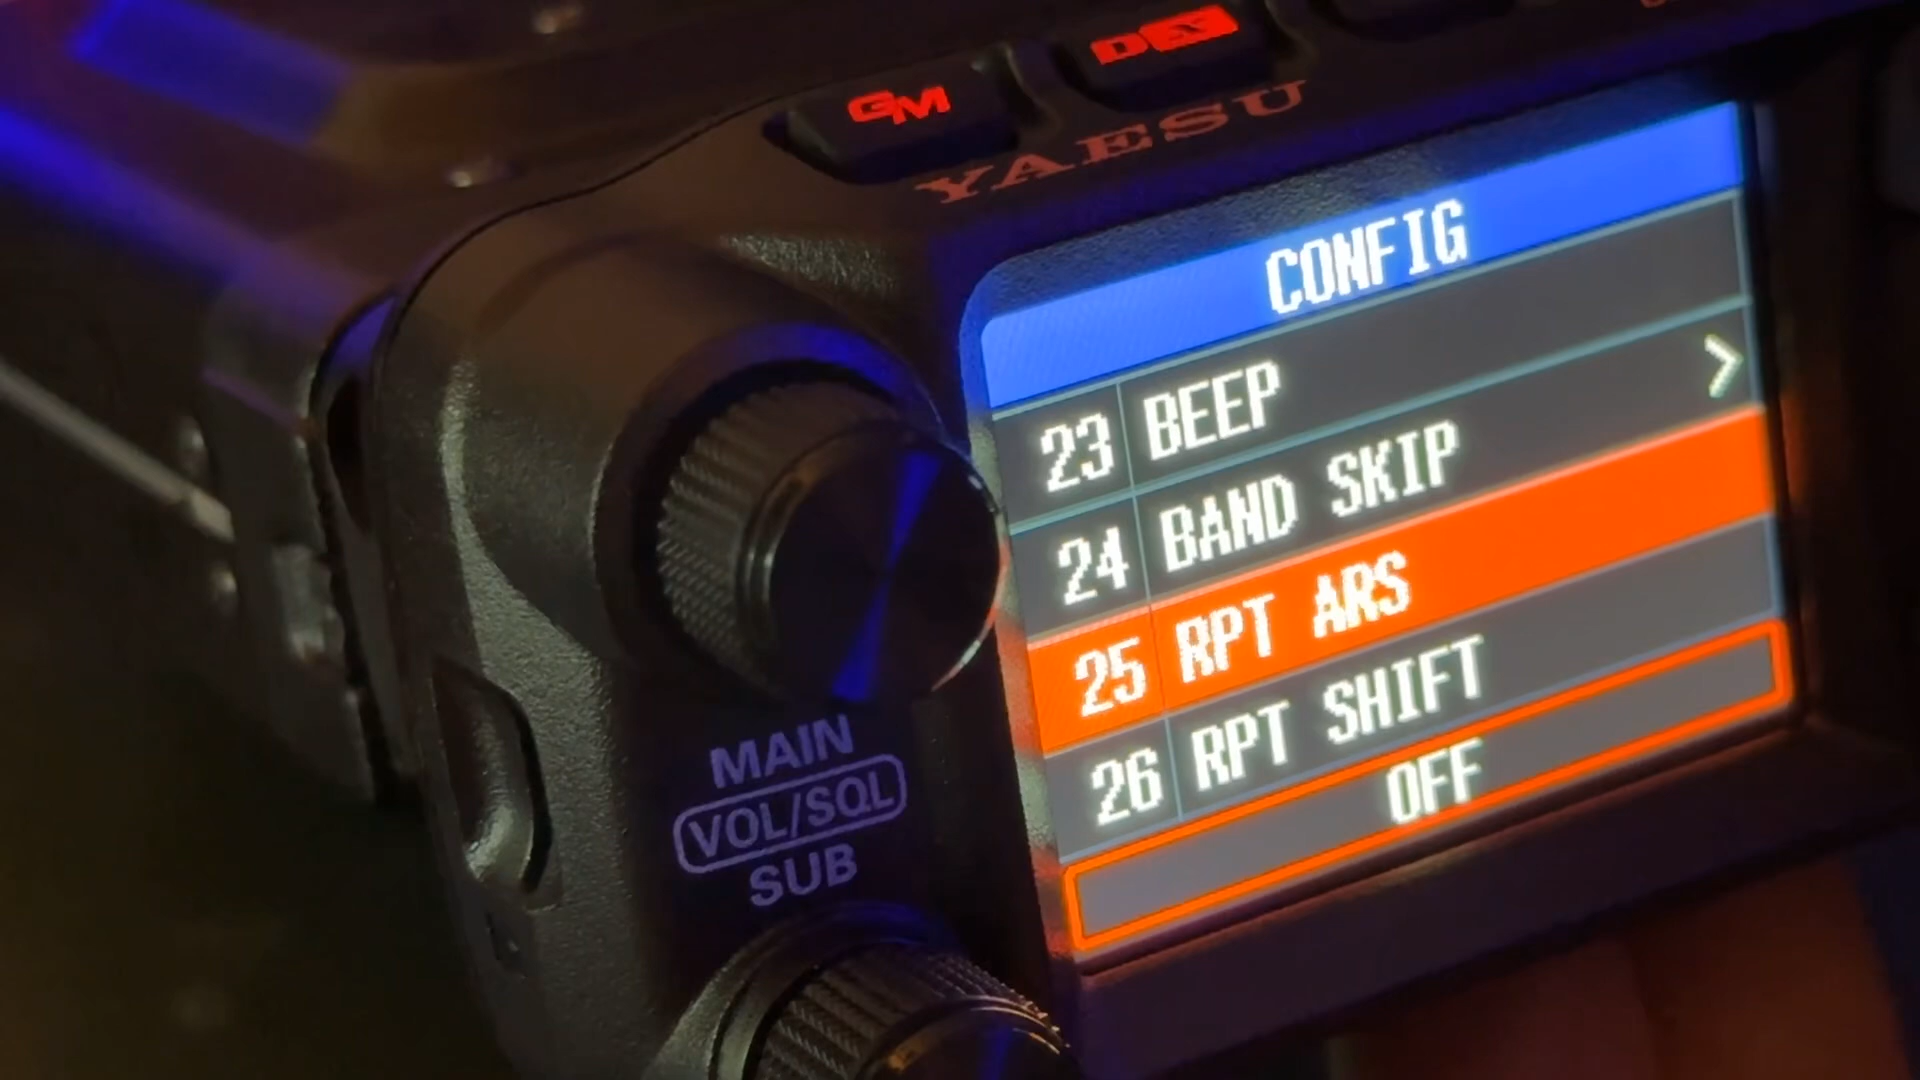 GM
DX
YAESU
CONFIG
23 BEEP
24 BAND SKIP >
25 RPT ARS
26 RPT SHIFT
OFF
MAIN
VOL/SQL
SUB